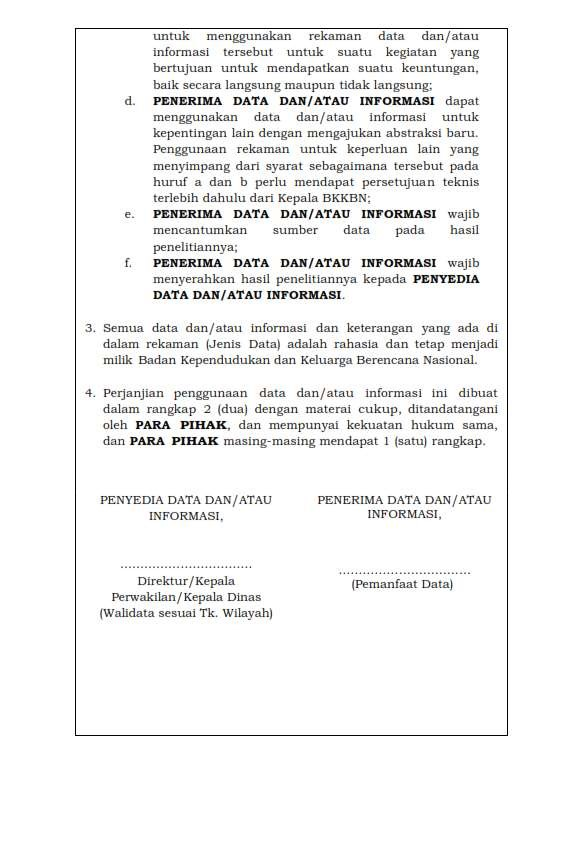 untuk menggunakan rekaman data dan/atau
informasi tersebut untuk suatu kegiatan yang
bertujuan untuk mendapatkan suatu keuntungan,
baik secara langsung maupun tidak langsung;
d. PENERIMA DATA DAN/ATAU INFORMASI dapat
menggunakan data dan/atau informasi untuk
kepentingan lain dengan mengajukan abstraksi baru.
Penggunaan rekaman untuk keperluan lain yang
menyimpang dari syarat sebagaimana tersebut pada
huruf a dan b perlu mendapat persetujuan teknis
terlebih dahulu dari Kepala BKKBN;
e. PENERIMA DATA DAN/ATAU INFORMASI wajib
mencantumkan sumber data pada hasil
penelitiannya;
f. PENERIMA DATA DAN/ATAU INFORMASI wajib
menyerahkan hasil penelitiannya kepada PENYEDIA
DATA DAN/ATAU INFORMASI.
3. Semua data dan/atau informasi dan keterangan yang ada di
dalam rekaman (Jenis Data) adalah rahasia dan tetap menjadi
milik Badan Kependudukan dan Keluarga Berencana Nasional.
4. Perjanjian penggunaan data dan/atau informasi ini dibuat
dalam rangkap 2 (dua) dengan materai cukup, ditandatangani
oleh PARA PIHAK, dan mempunyai kekuatan hukum sama,
dan PARA PIHAK masing-masing mendapat 1 (satu) rangkap.
PENYEDIA DATA DAN/ATAU
INFORMASI,
.................................
Direktur/Kepala
Perwakilan/Kepala Dinas
(Walidata sesuai Tk. Wilayah)
PENERIMA DATA DAN/ATAU
INFORMASI,
.................................
(Pemanfaat Data)